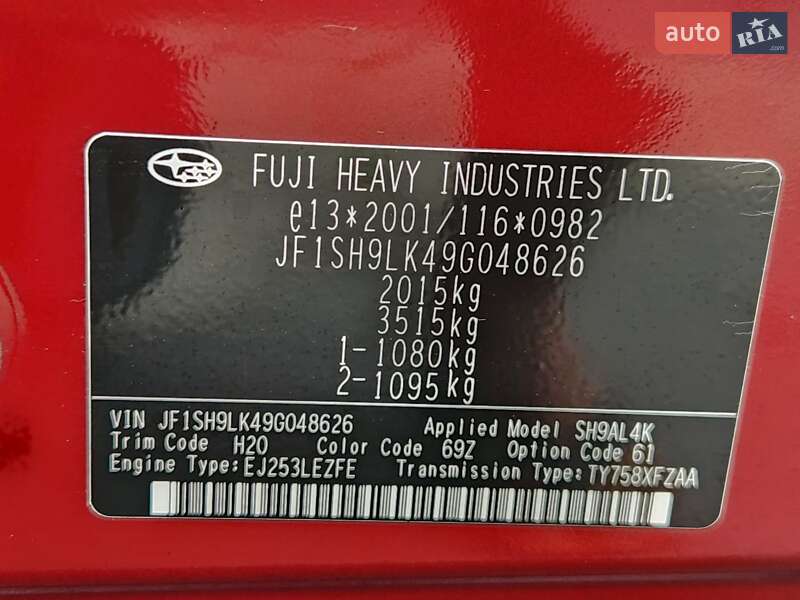 auto RIA
FUJI HEAVY INDUSTRIES LTD.
e13*2001/116*0982
JF1SH9LK49G048626
2015kg
3515kg
1-1080kg
2-1095kg
VIN JF1SH9LK49G048626 Applied Model SH9AL4K
Trim Code H20 Color Code 69Z Option Code 61
Engine Type:EJ253LEZFE Transmission Type:TY758XFZAA